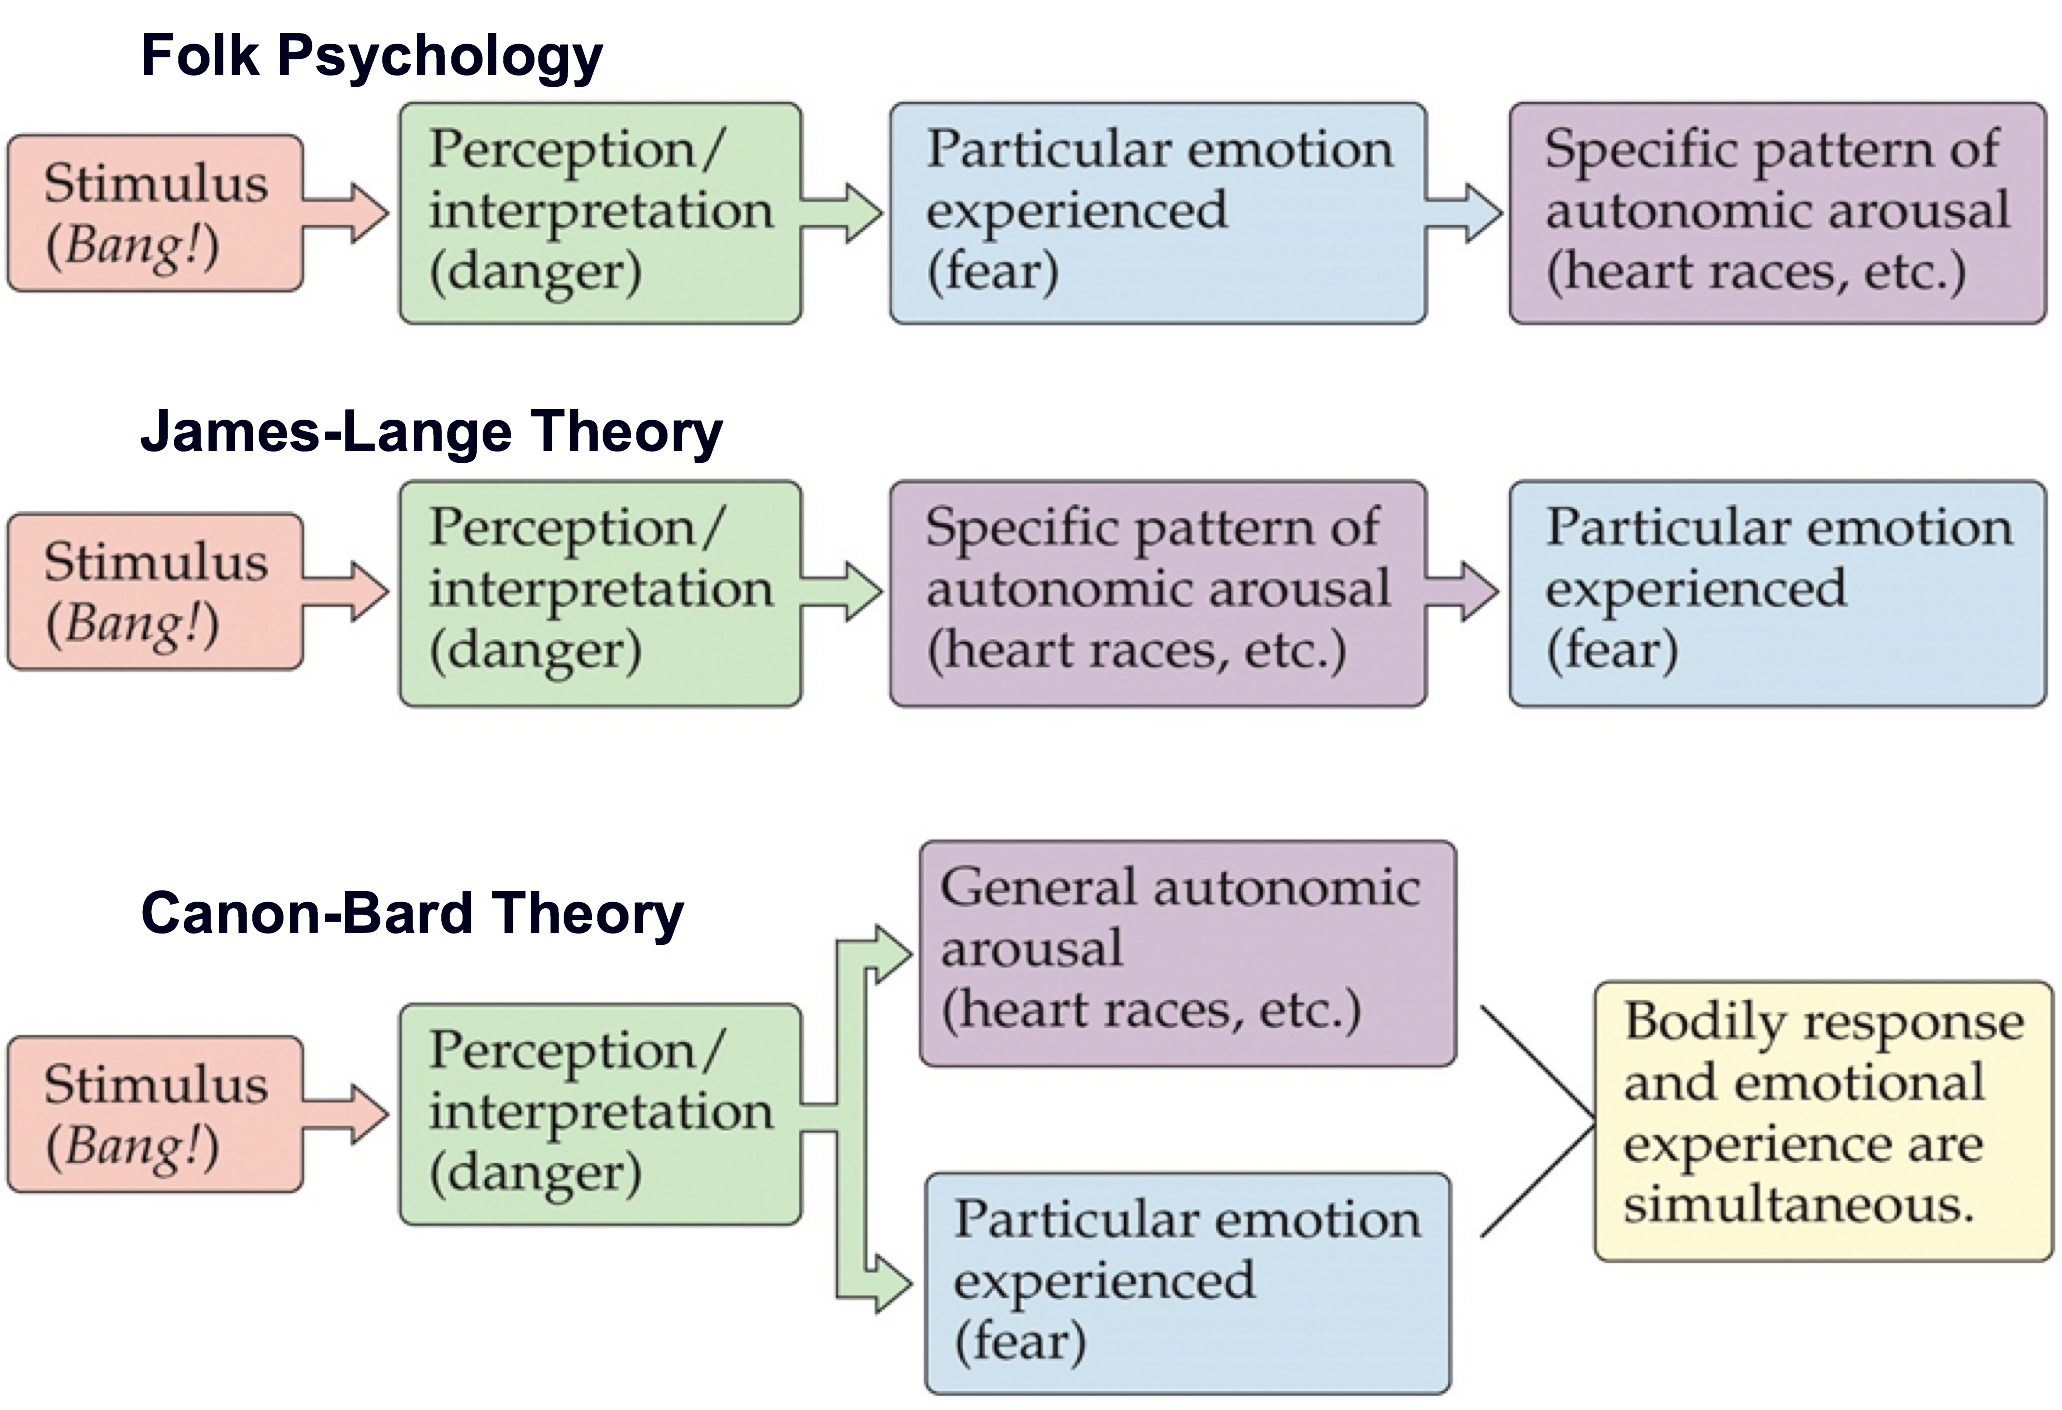 Folk Psychology
Stimulus
(Bang!)
Perception/
interpretation
(danger)
Particular emotion
experienced
(fear)
Specific pattern of
autonomic arousal
(heart races, etc.)
James-Lange Theory
Stimulus
(Bang!)
Perception/
interpretation
(danger)
Specific pattern of
autonomic arousal
(heart races, etc.)
Particular emotion
experienced
(fear)
Canon-Bard Theory
Stimulus
(Bang!)
Perception/
interpretation
(danger)
General autonomic
arousal
(heart races, etc.)
Particular emotion
experienced
(fear)
Bodily response
and emotional
experience are
simultaneous.